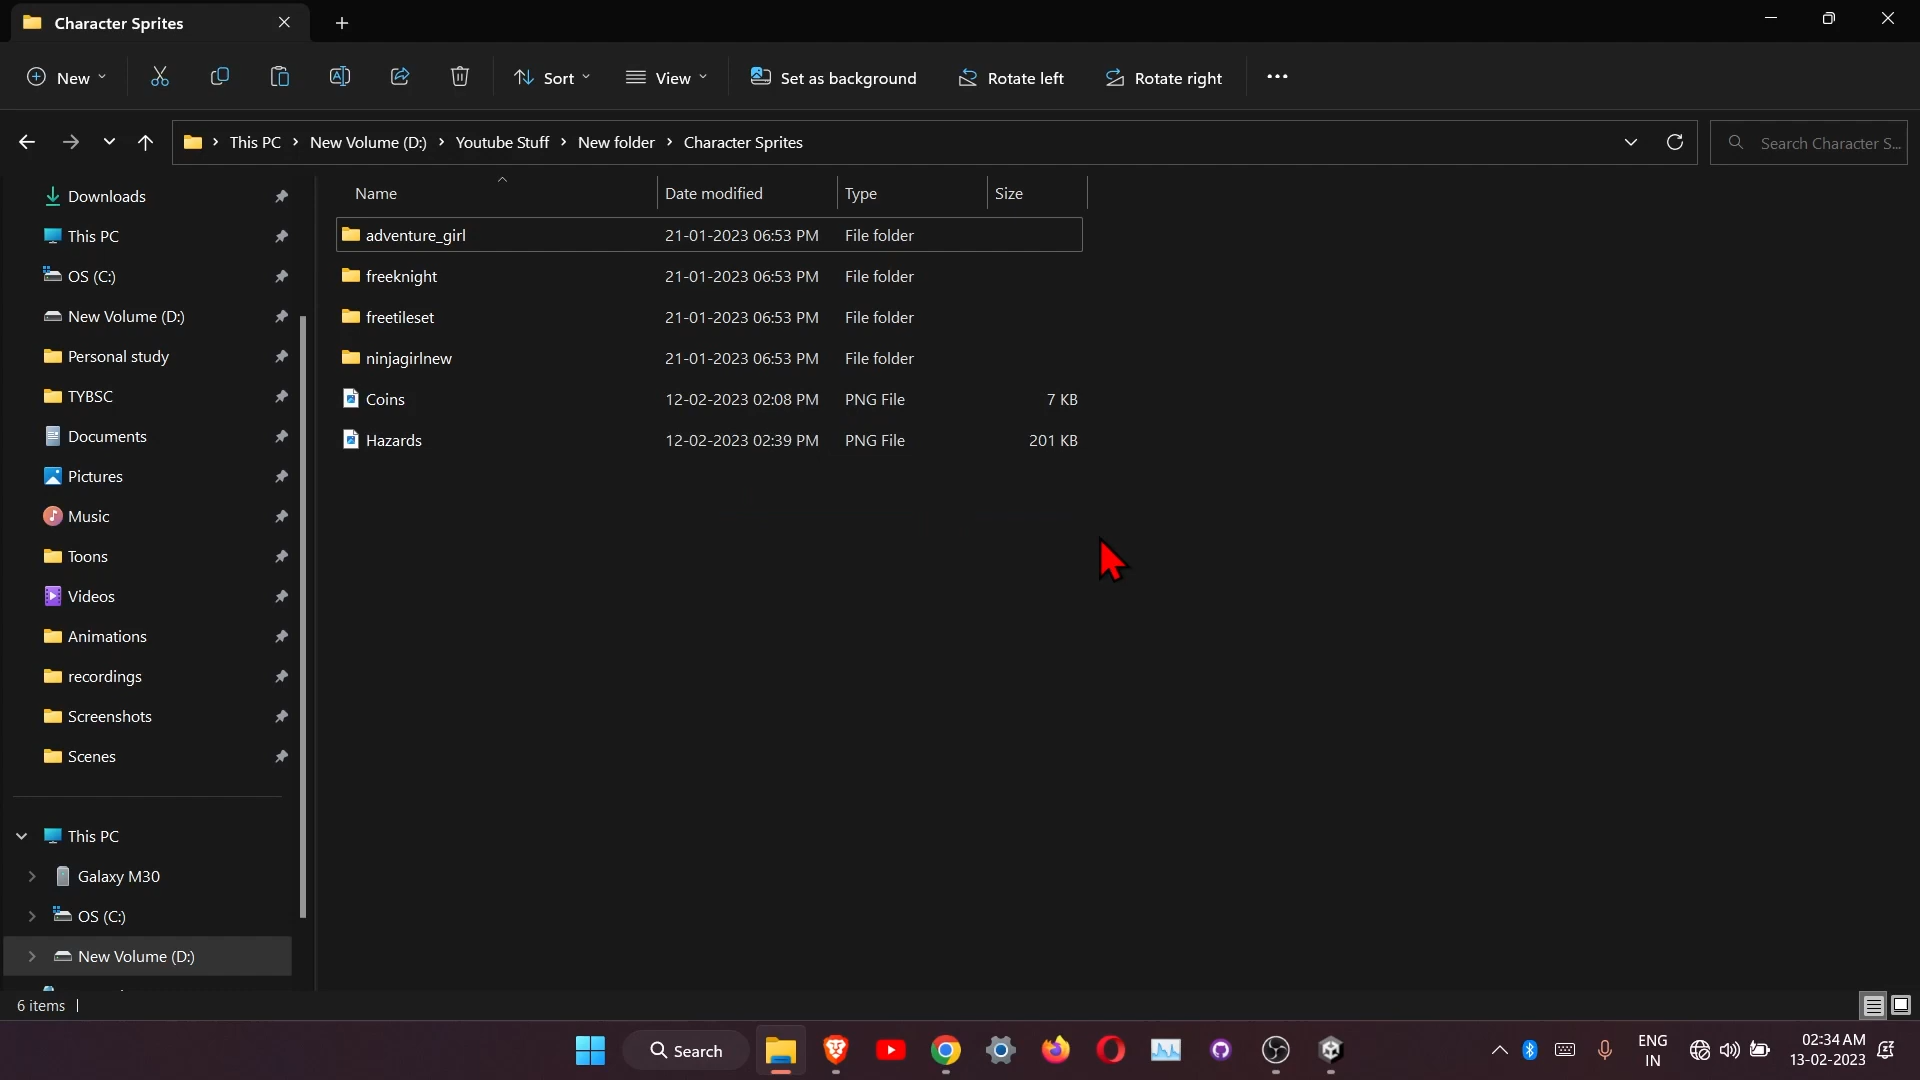 Character Sprites
New
Sort
View
Set as background
Rotate left
Rotate right
This PC
New Volume (D:)
Youtube Stuff
New folder
Character Sprites
Search Character S...
Downloads
This PC
OS (C:)
New Volume (D:)
Personal study
TYBSC
Documents
Pictures
Music
Toons
Videos
Animations
recordings
Screenshots
Scenes
This PC
Galaxy M30
OS (C:)
New Volume (D:)
Name Date modified Type Size
adventure_girl 21-01-2023 06:53 PM File folder
freeknight 21-01-2023 06:53 PM File folder
freetileset 21-01-2023 06:53 PM File folder
ninjagirlnew 21-01-2023 06:53 PM File folder
Coins 12-02-2023 02:08 PM PNG File 7 KB
Hazards 12-02-2023 02:39 PM PNG File 201 KB
6 items
Search
ENG
IN
02:34 AM
13-02-2023